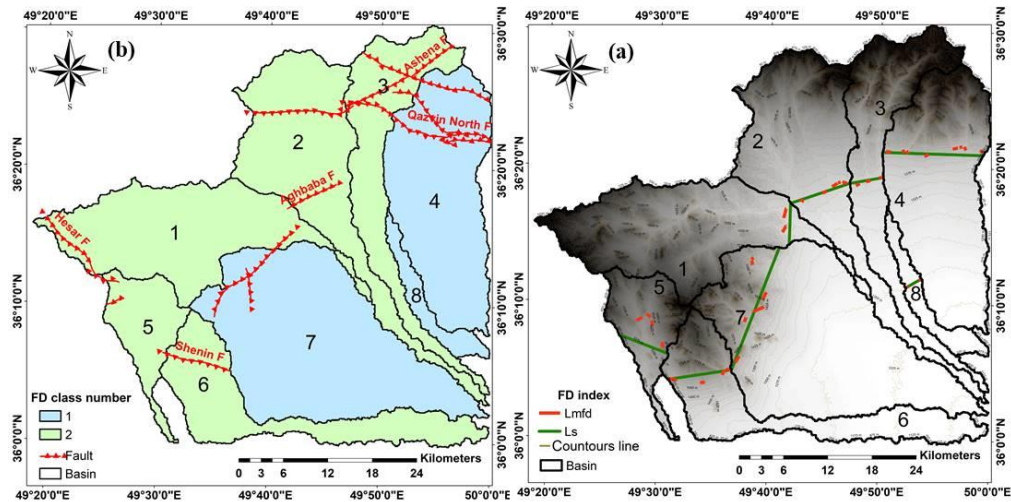 49°20'0"E 49°30'0"E 49°40'0"E 49°50'0"E
(b)
N
W E
S
Ashena F
3
Qazvin North F
2
Aghbaba F
4
Hesar F
1
8
5
7
Shenin F
6
FD class number
1
2
Fault
Basin
Kilometers
0 3 6 12 18 24
49°20'0"E 49°30'0"E 49°40'0"E 49°50'0"E 50°0'0"E
49°20'0"E 49°30'0"E 49°40'0"E 49°50'0"E
(a)
N
W E
S
36°30'0"N
36°20'0"N
36°10'0"N
36°0'0"N
3
2
4
1
5
8
7
6
FD index
Lmfd
Ls
Countours line
Basin
Kilometers
0 3 6 12 18 24
49°20'0"E 49°30'0"E 49°40'0"E 49°50'0"E 50°0'0"E
36°30'0"N
36°20'0"N
36°10'0"N
36°0'0"N